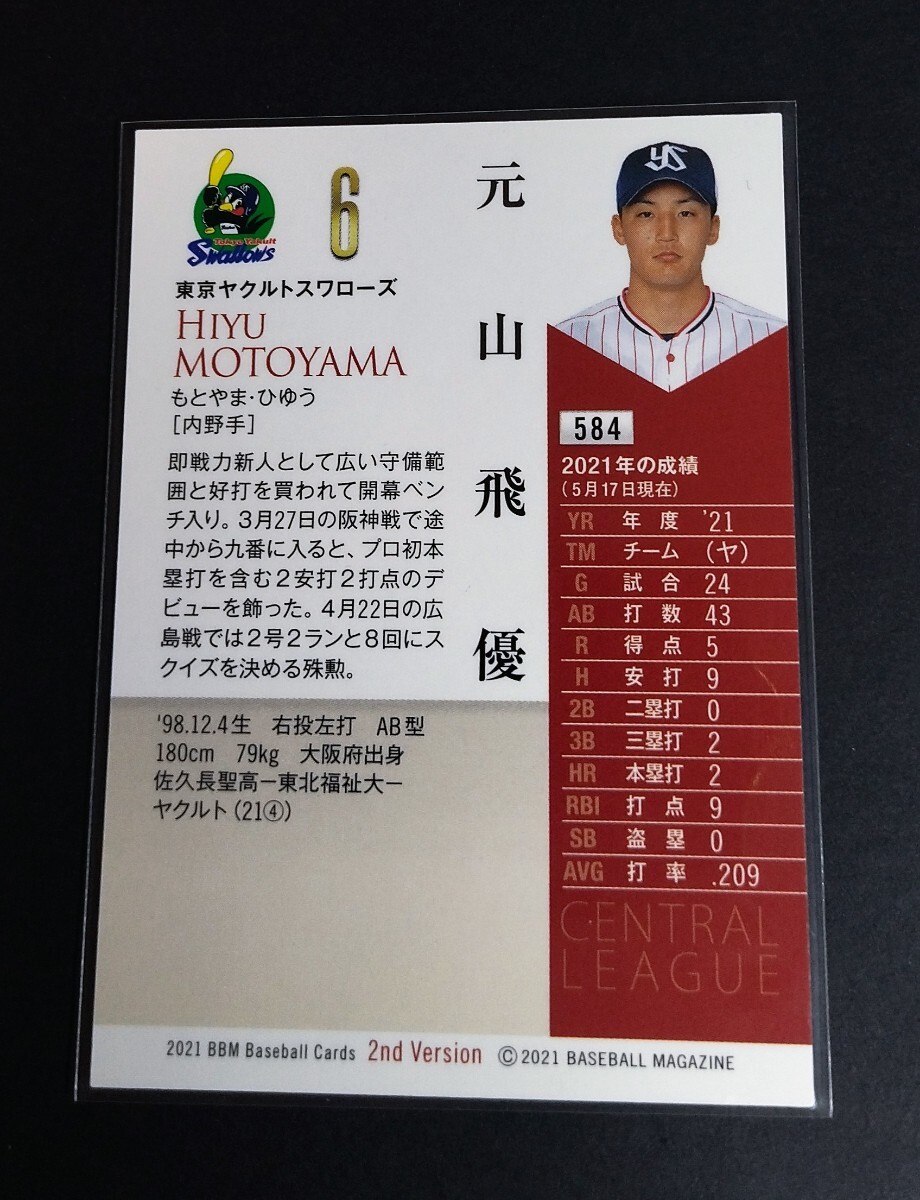 Tokyo Yakult
Swallows
6
東京ヤクルトスワローズ
HIYU
MOTOYAMA
もとやま・ひゆう
[内野手]
即戦力新人として広い守備範
囲と好打を買われて開幕ベン
チ入り。3月27日の阪神戦で途
中から九番に入ると、プロ初本
塁打を含む2安打2打点のデ
ビューを飾った。4月22日の広
島戦では2号2ランと8回にス
クイズを決める殊勲。
'98.12.4生 右投左打 AB型
180cm 79kg 大阪府出身
佐久長聖高ー東北福祉大ー
ヤクルト(21④)
元山飛優
YS
584
2021年の成績
(5月17日現在)
YR 年度 '21
TM チーム (ヤ)
G 試合 24
AB 打数 43
R 得点 5
H 安打 9
2B 二塁打 0
3B 三塁打 2
HR 本塁打 2
RBI 打点 9
SB 盗塁 0
AVG 打率 .209
CENTRAL
LEAGUE
2021 BBM Baseball Cards 2nd Version ©2021 BASEBALL MAGAZINE